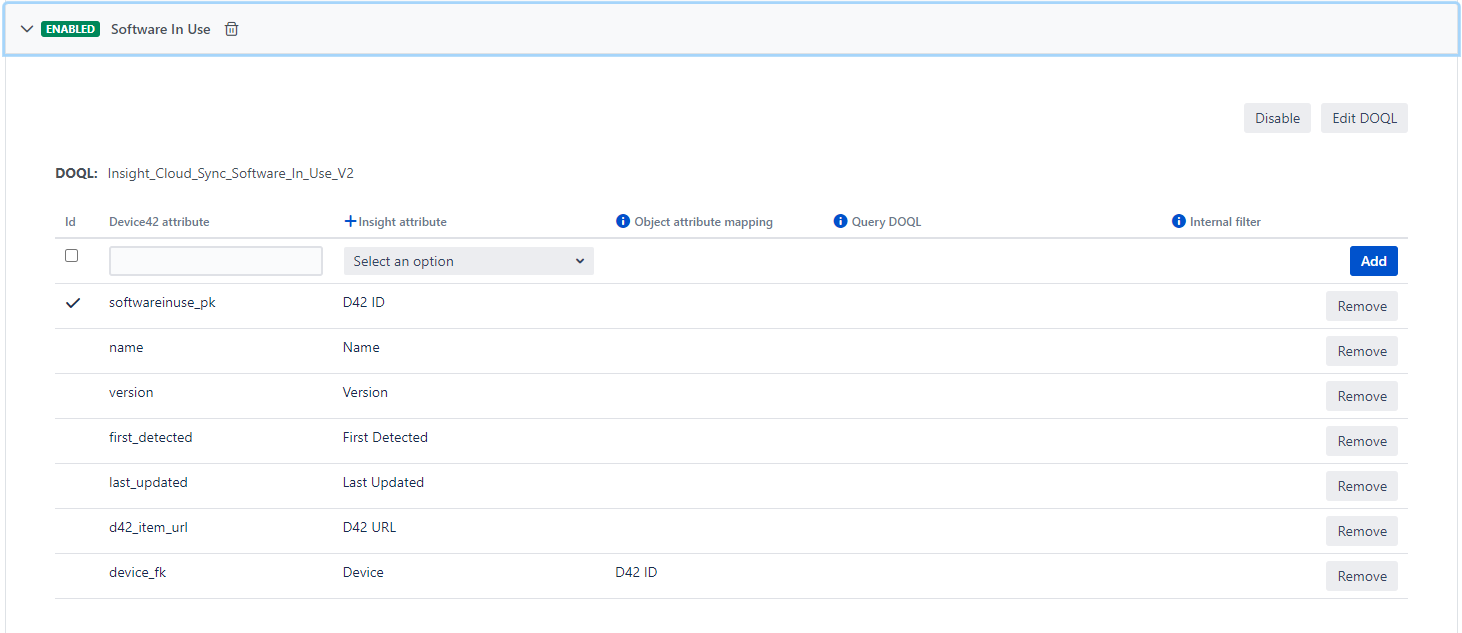 ENABLED Software In Use
Disable Edit DOQL
DOQL: Insight_Cloud_Sync_Software_In_Use_V2
Id Device42 attribute Insight attribute Object attribute mapping Query DOQL Internal filter
Select an option Add
softwareinuse_pk D42 ID Remove
name Name Remove
version Version Remove
first_detected First Detected Remove
last_updated Last Updated Remove
d42_item_url D42 URL Remove
device_fk Device D42 ID Remove